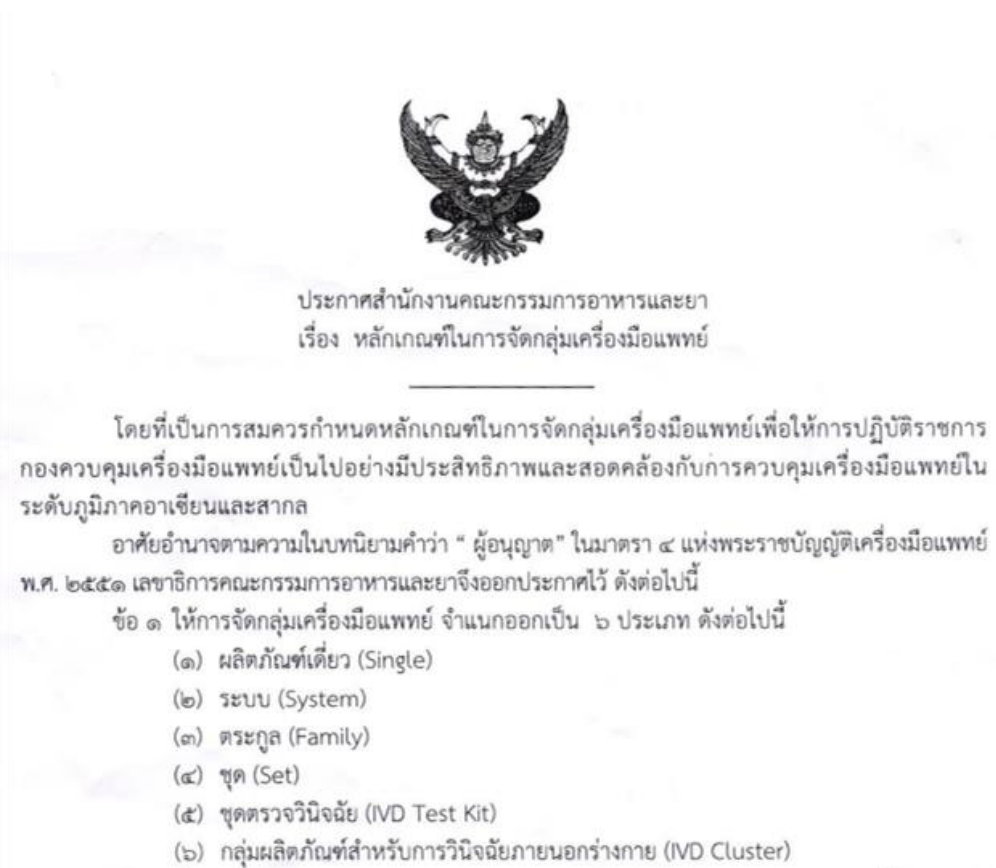 ประกาศสำนักงานคณะกรรมการอาหารและยา
เรื่อง หลักเกณฑ์ในการจัดกลุ่มเครื่องมือแพทย์
โดยที่เป็นการสมควรกำหนดหลักเกณฑ์ในการจัดกลุ่มเครื่องมือแพทย์เพื่อให้การปฏิบัติราชการ
กองควบคุมเครื่องมือแพทย์เป็นไปอย่างมีประสิทธิภาพและสอดคล้องกับการควบคุมเครื่องมือแพทย์ใน
ระดับภูมิภาคอาเซียนและสากล
อาศัยอำนาจตามความในบทนิยามคำว่า “ ผู้อนุญาต” ในมาตรา ๔ แห่งพระราชบัญญัติเครื่องมือแพทย์
พ.ศ. ๒๕๕๑ เลขาธิการคณะกรรมการอาหารและยาจึงออกประกาศไว้ ดังต่อไปนี้
ข้อ ๑ ให้การจัดกลุ่มเครื่องมือแพทย์ จำแนกออกเป็น ๖ ประเภท ดังต่อไปนี้
(๑) ผลิตภัณฑ์เดี่ยว (Single)
(๒) ระบบ (System)
(๓) ตระกูล (Family)
(๔) ชุด (Set)
(๕) ชุดตรวจวินิจฉัย (IVD Test Kit)
(๖) กลุ่มผลิตภัณฑ์สำหรับการวินิจฉัยภายนอกร่างกาย (IVD Cluster)